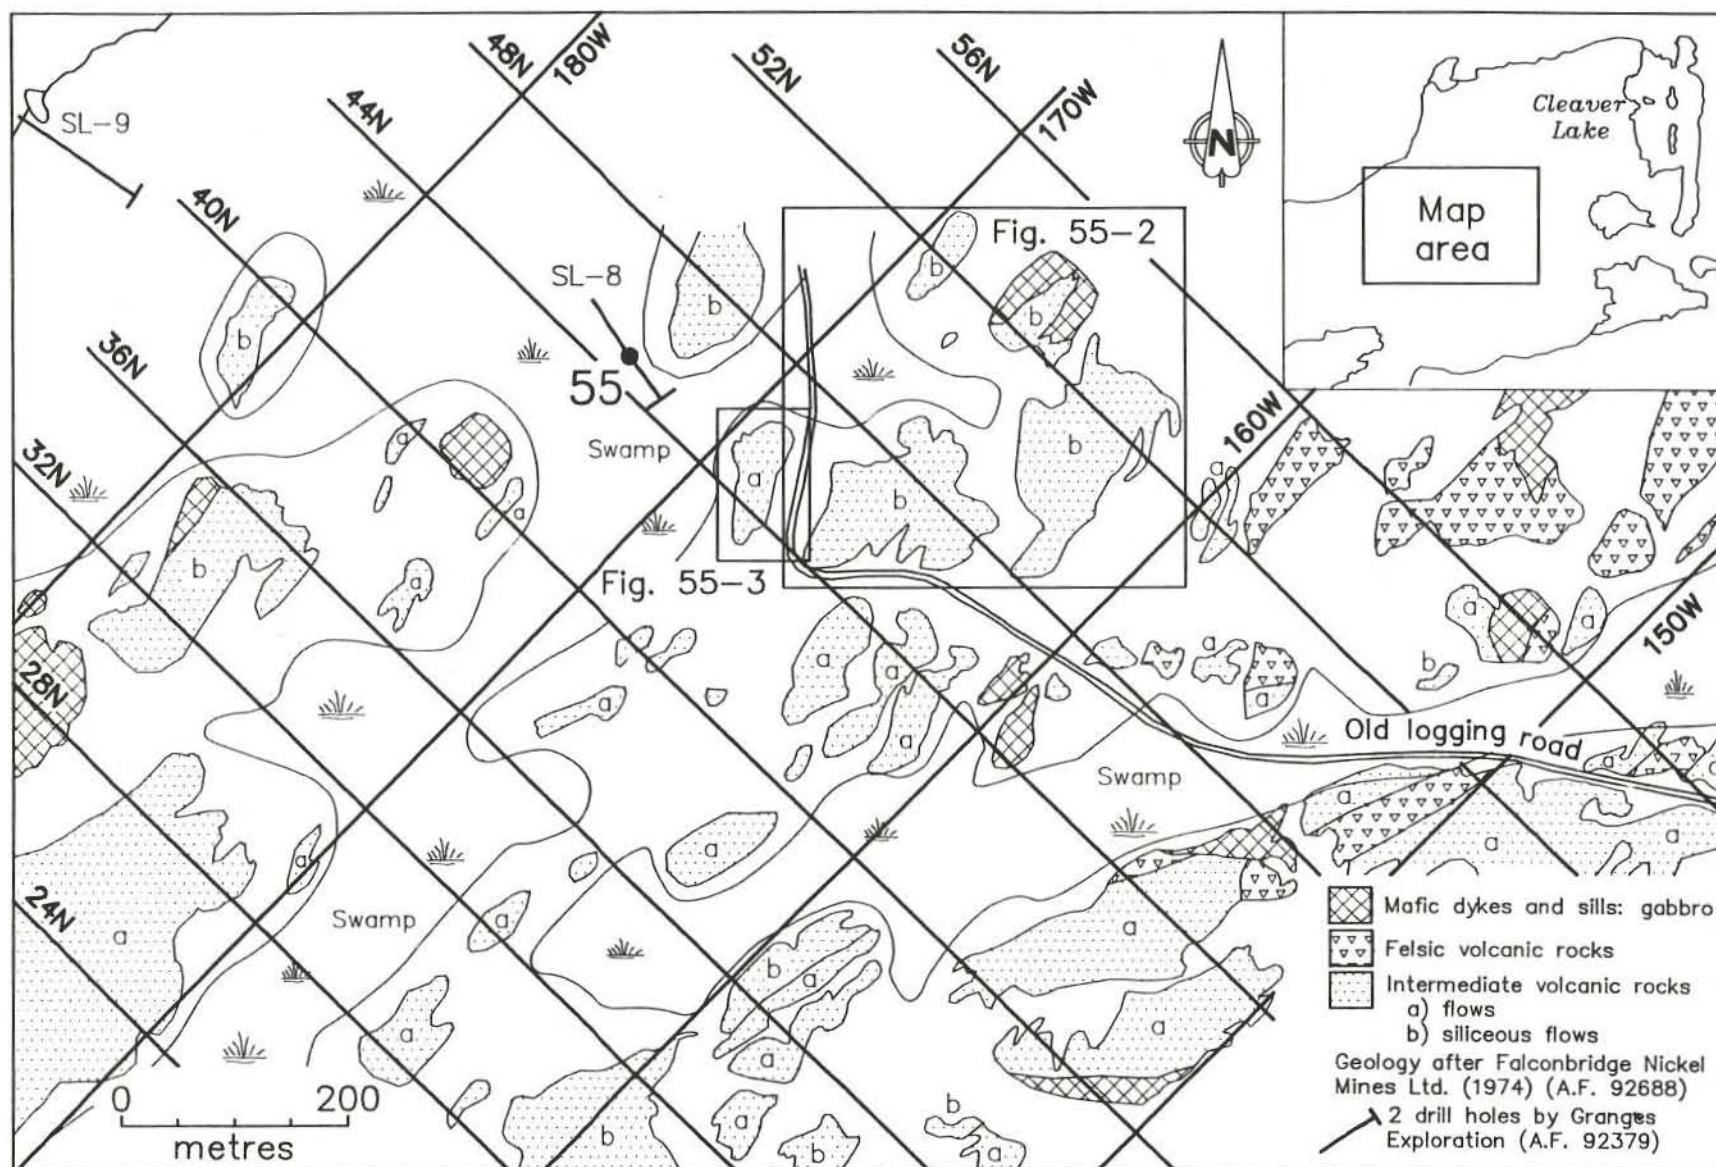 48N
180W
52N
56N
170W
44N
SL-9
40N
N
Cleaver
Lake
Map
area
Fig. 55-2
b
SL-8
b
b
b
b
36N
55
Swamp
160W
32N
a
a
a
b
b
a
a
b
a
Fig. 55-3
a
a
150W
28N
a
a
a
a
b
a
a
Old logging road
a
Swamp
a
a
a
a
a
a
24N
a
Swamp
a
a
b
a
a
a
a
b
a
b
b
a
Mafic dykes and sills: gabbro
Felsic volcanic rocks
Intermediate volcanic rocks
a) flows
b) siliceous flows
Geology after Falconbridge Nickel
Mines Ltd. (1974) (A.F. 92688)
2 drill holes by Granges
Exploration (A.F. 92379)
0 200
metres